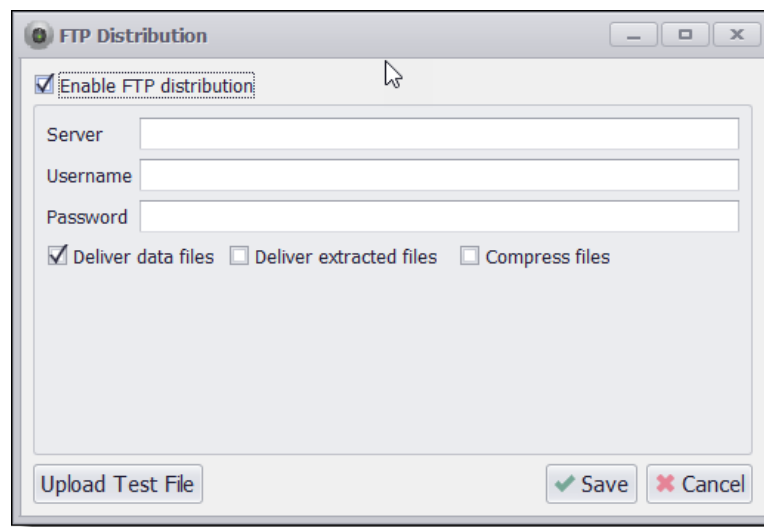 FTP Distribution
Enable FTP distribution
Server
Username
Password
Deliver data files Deliver extracted files Compress files
Upload Test File Save Cancel